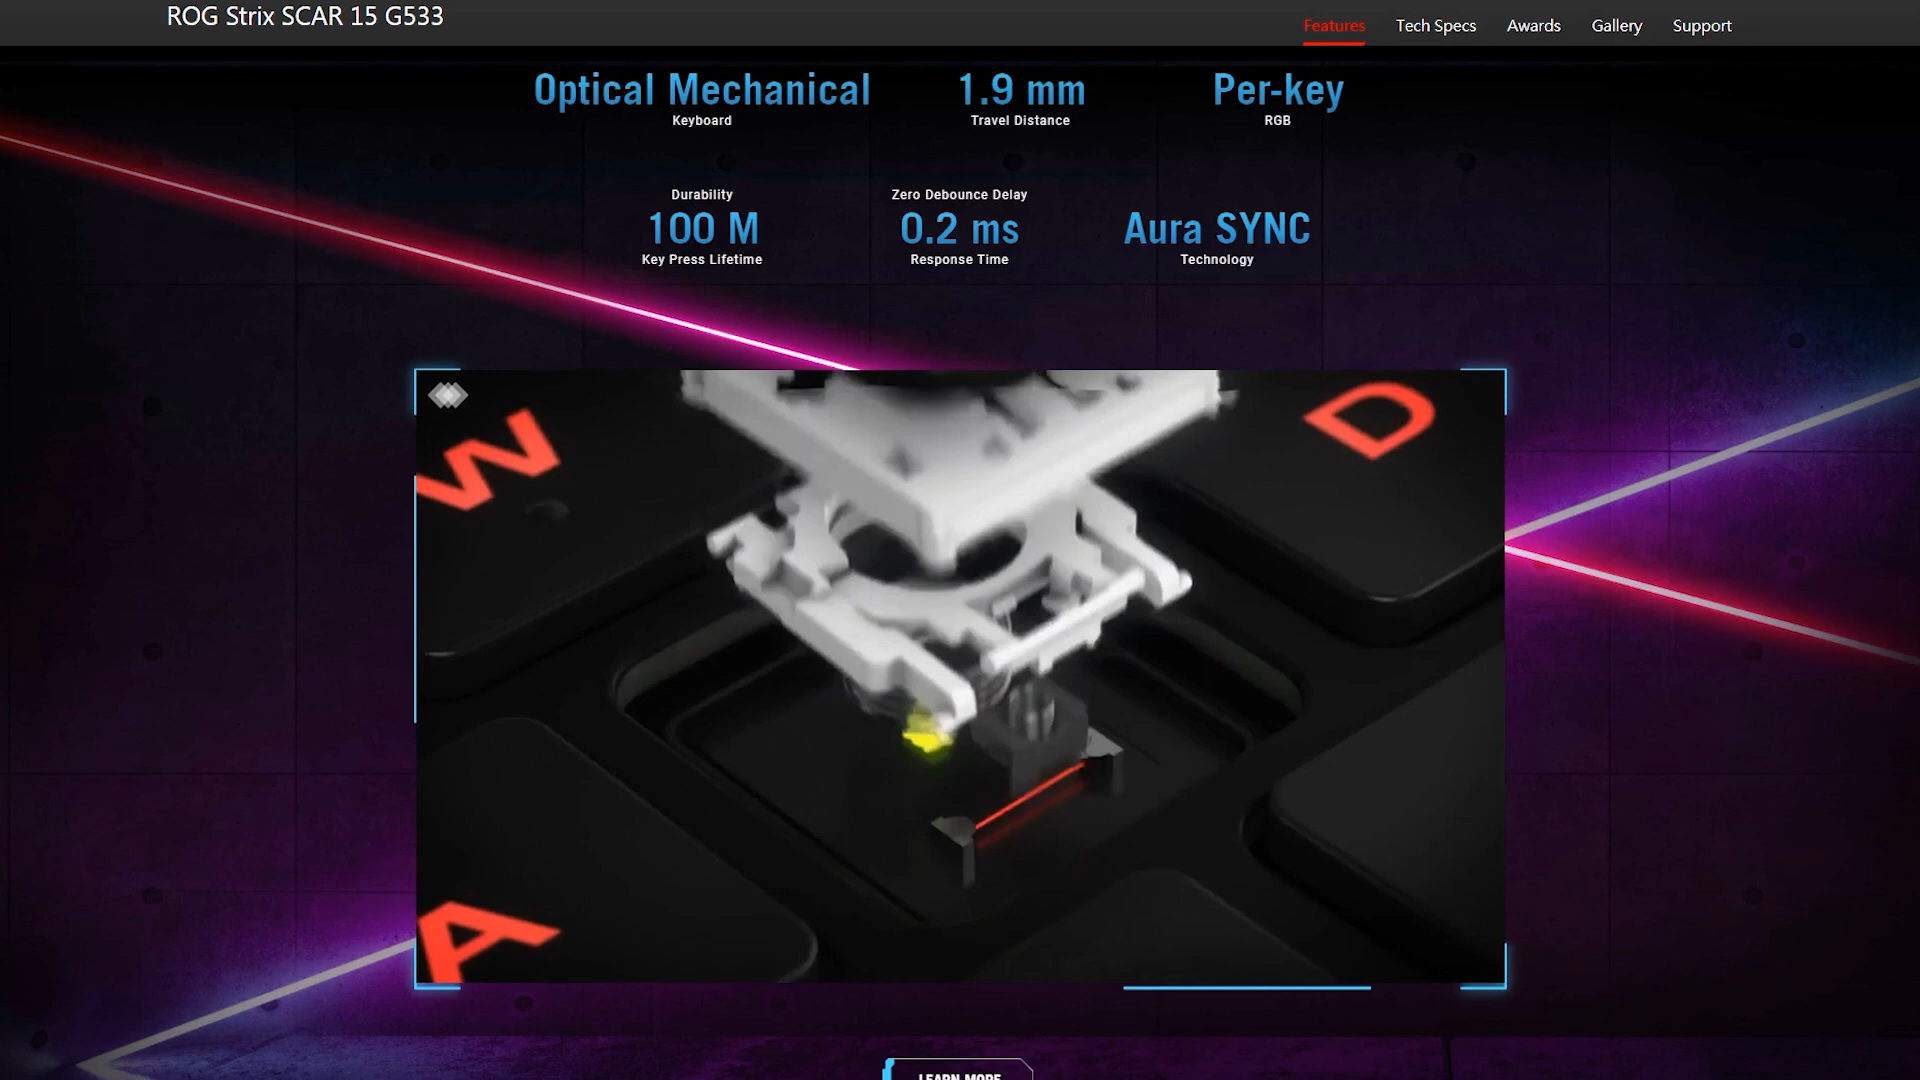 ROG Strix SCAR 15 G533
Features Tech Specs Awards Gallery Support
Optical Mechanical 1.9 mm Per-key
Keyboard Travel Distance RGB
Durability Zero Debounce Delay
100 M 0.2 ms Aura SYNC
Key Press Lifetime Response Time Technology
W D
A
LEARN MORE